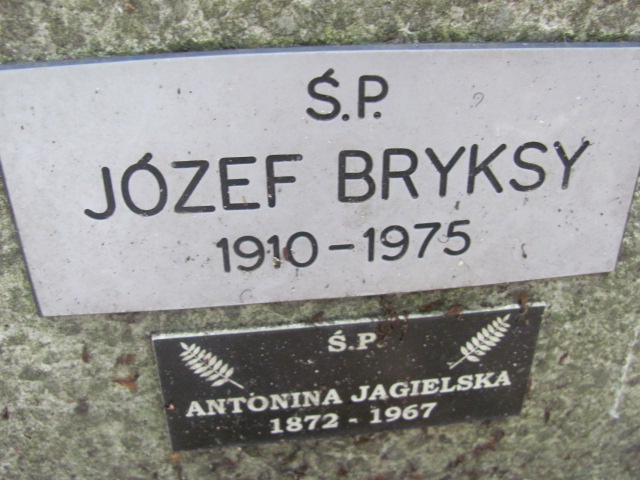 Ś.P.
JÓZEF BRYKSY
1910-1975
Ś.P
ANTONINA JAGIELSKA
1872 - 1967